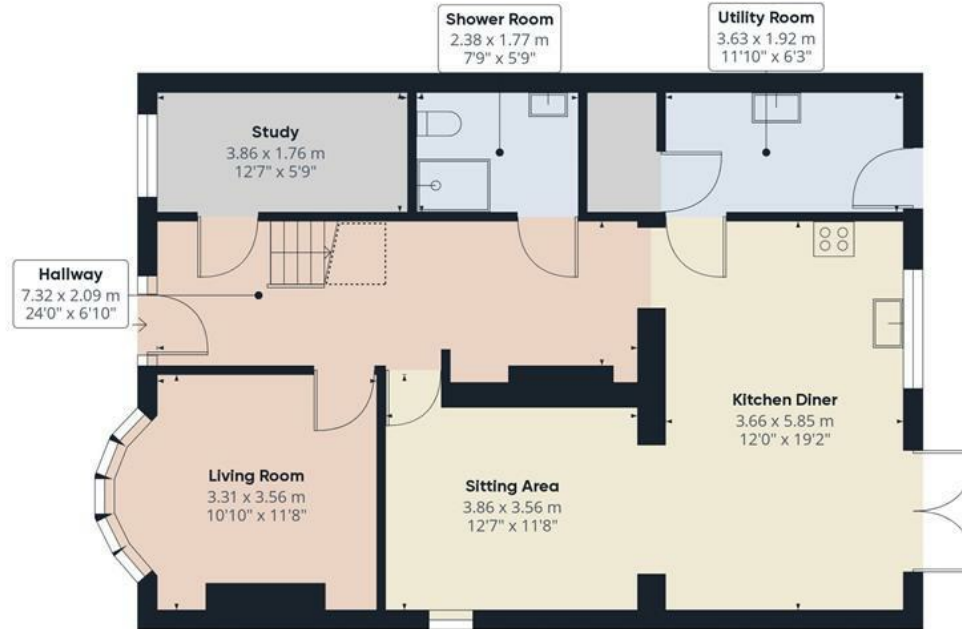 Shower Room
2.38 x 1.77 m
7'9" x 5'9"
Utility Room
3.63 x 1.92 m
11'10" x 6'3"
Study
3.86 x 1.76 m
12'7" x 5'9"
Hallway
7.32 x 2.09 m
24'0" x 6'10"
Kitchen Diner
3.66 x 5.85 m
12'0" x 19'2"
Living Room
3.31 x 3.56 m
10'10" x 11'8"
Sitting Area
3.86 x 3.56 m
12'7" x 11'8"